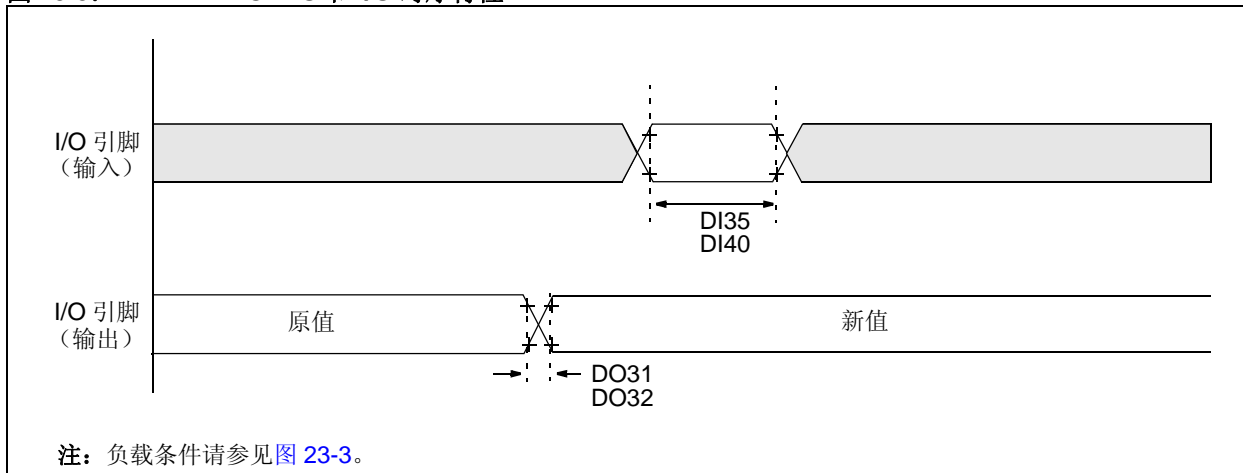 I/O 引脚
（输入）
DI35
DI40
I/O 引脚
（输出）
原值
新值
DO31
DO32
注：负载条件请参见图 23-3。